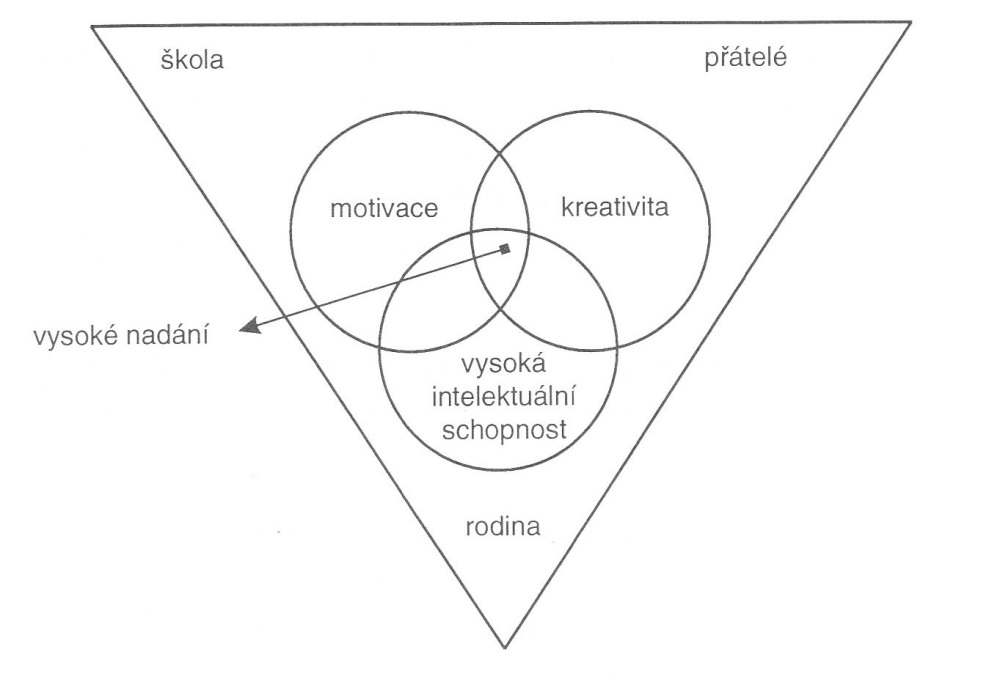 škola
přátelé
motivace
kreativita
vysoké nadání
vysoká
intelektuální
schopnost
rodina